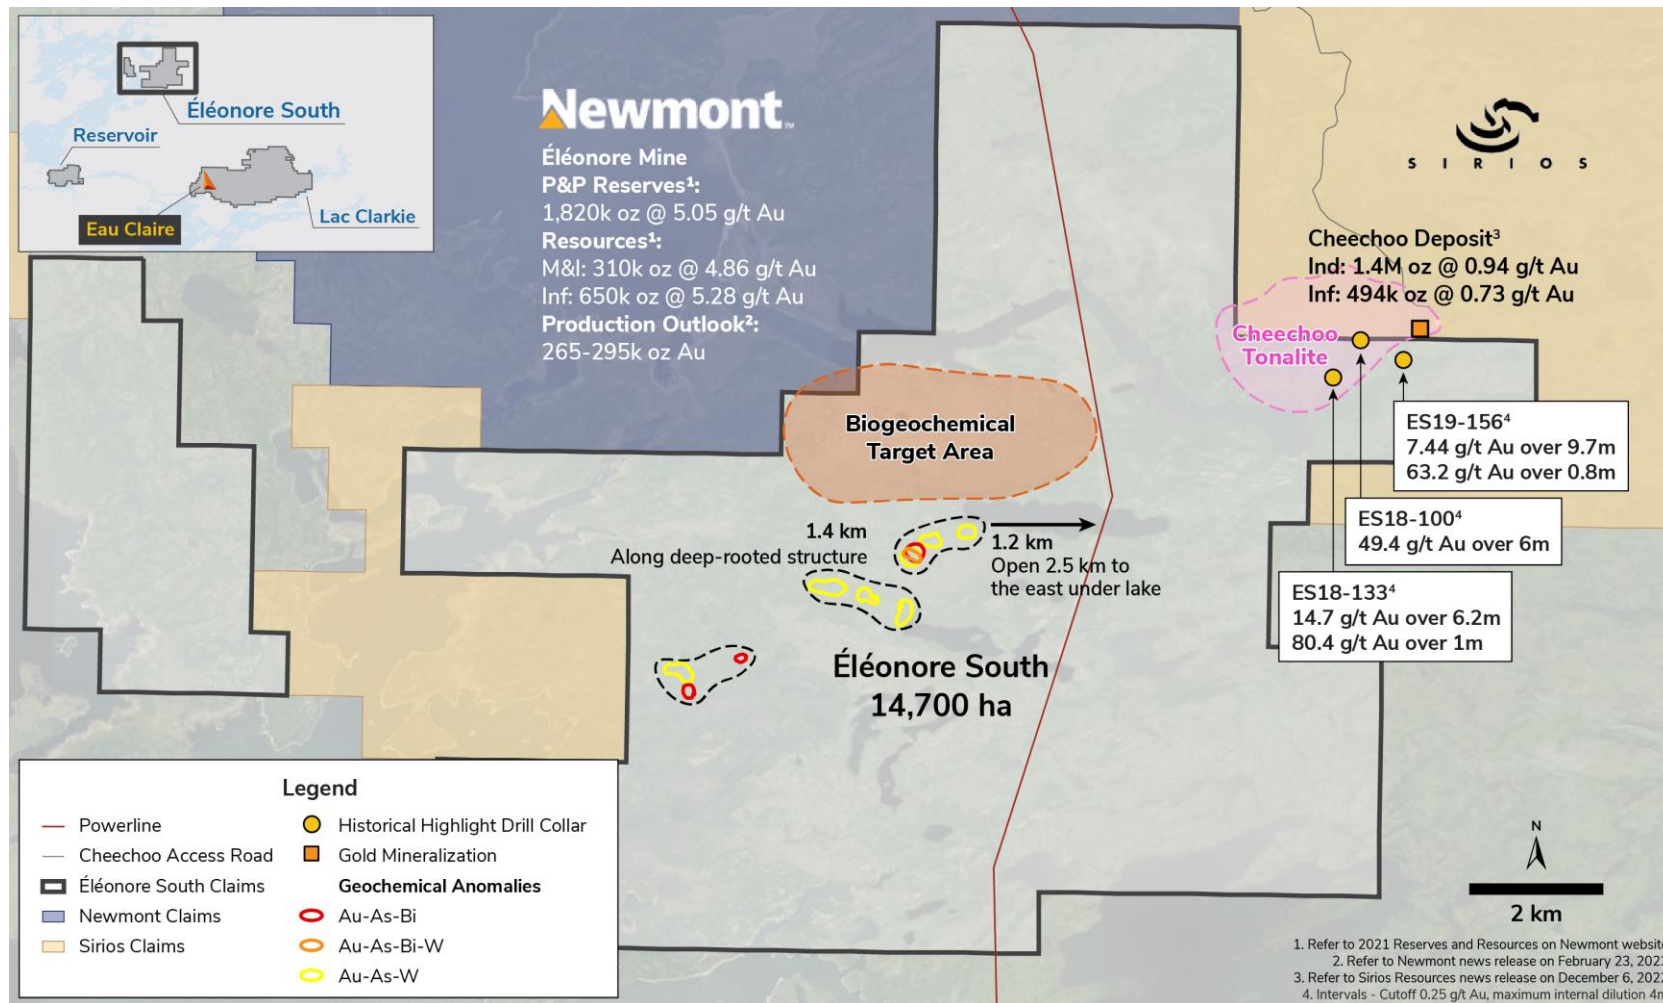 Éléonore South
Reservoir
Eau Claire
Lac Clarkie
Newmont™
Éléonore Mine
P&P Reserves¹:
1,820k oz @ 5.05 g/t Au
Resources¹:
M&I: 310k oz @ 4.86 g/t Au
Inf: 650k oz @ 5.28 g/t Au
Production Outlook²:
265-295k oz Au
SIRIOS
Cheechoo Deposit³
Ind: 1.4M oz @ 0.94 g/t Au
Inf: 494k oz @ 0.73 g/t Au
Cheechoo
Tonalite
Biogeochemical
Target Area
ES19-156⁴
7.44 g/t Au over 9.7m
63.2 g/t Au over 0.8m
ES18-100⁴
49.4 g/t Au over 6m
ES18-133⁴
14.7 g/t Au over 6.2m
80.4 g/t Au over 1m
1.4 km
Along deep-rooted structure
1.2 km
Open 2.5 km to
the east under lake
Éléonore South
14,700 ha
Legend
Powerline
Cheechoo Access Road
Éléonore South Claims
Newmont Claims
Sirios Claims
Historical Highlight Drill Collar
Gold Mineralization
Geochemical Anomalies
Au-As-Bi
Au-As-Bi-W
Au-As-W
N
2 km
1. Refer to 2021 Reserves and Resources on Newmont website
2. Refer to Newmont news release on February 23, 2023
3. Refer to Sirios Resources news release on December 6, 2022
4. Intervals - Cutoff 0.25 g/t Au, maximum internal dilution 4m